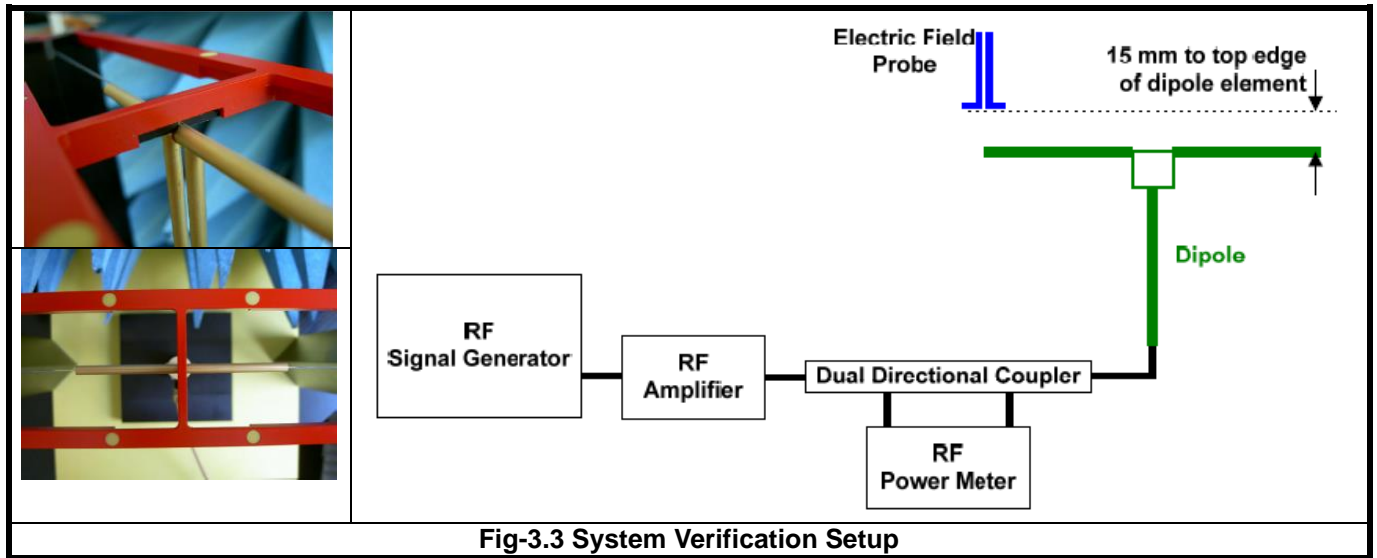 Electric Field
Probe
15 mm to top edge
of dipole element
Dipole
RF
Signal Generator
RF
Amplifier
Dual Directional Coupler
RF
Power Meter
Fig-3.3 System Verification Setup